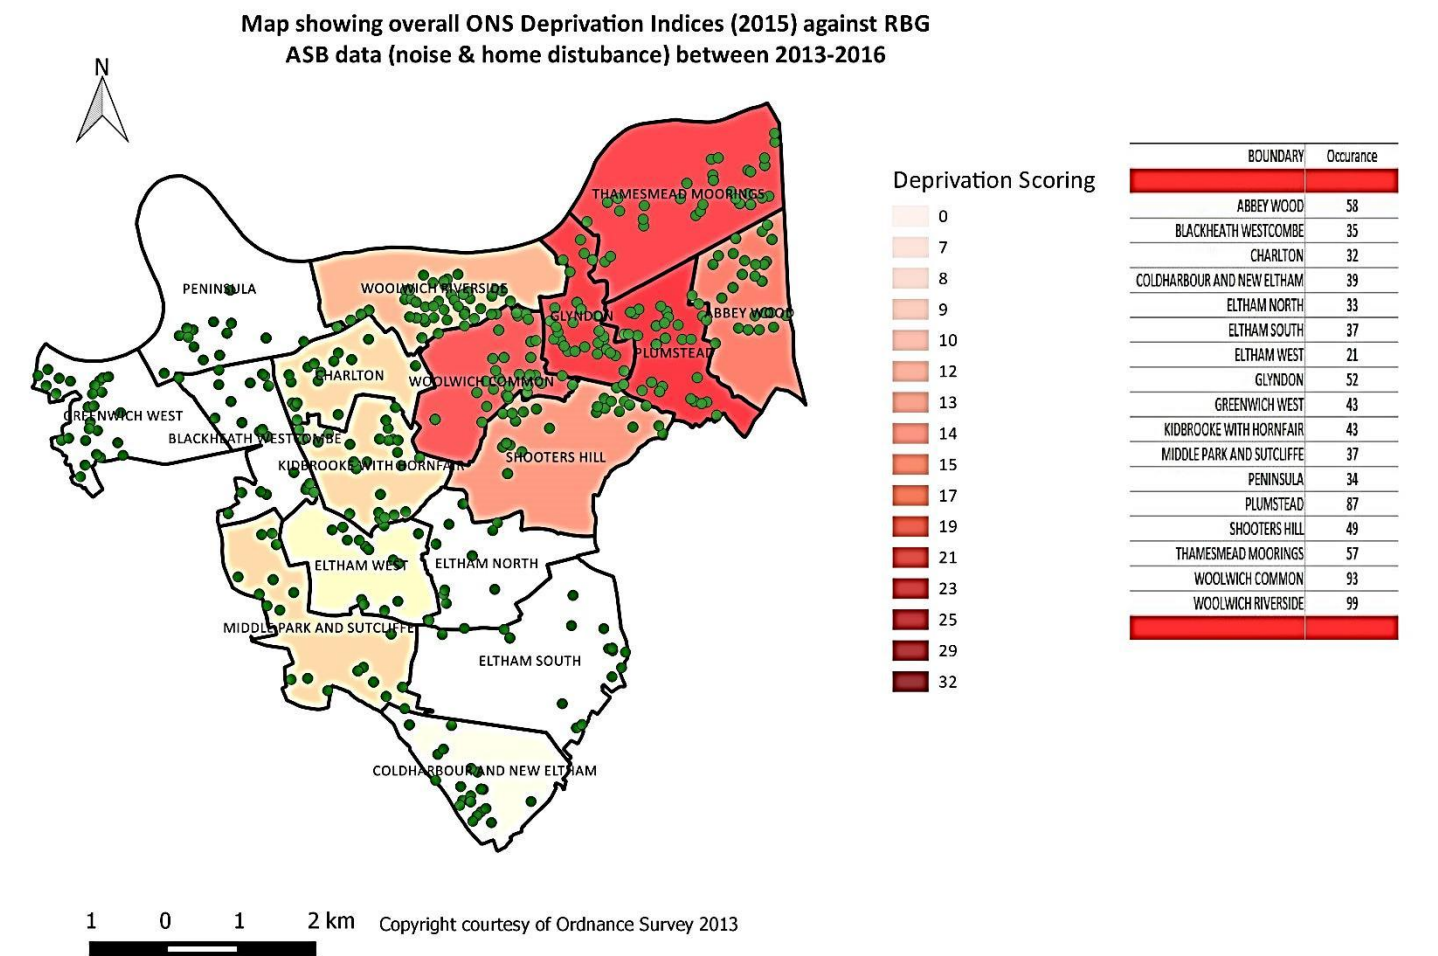 Map showing overall ONS Deprivation Indices (2015) against RBG
ASB data (noise & home distubance) between 2013-2016
N
THAMESMEAD MOORINGS
PENINSULA
WOOLWICH RIVERSIDE
ABBEY WOOD
GLYNDON
PLUMSTEAD
CHARLTON
WOOLWICH COMMON
GREENWICH WEST
BLACKHEATH WESTCOMBE
KIDBROOKE WITH HORNFAIR
SHOOTERS HILL
ELTHAM WEST
ELTHAM NORTH
MIDDLE PARK AND SUTCLIFFE
ELTHAM SOUTH
COLDHARBOUR AND NEW ELTHAM
Deprivation Scoring
0
7
8
9
10
12
13
14
15
17
19
21
23
25
29
32
BOUNDARY Occurance
ABBEY WOOD 58
BLACKHEATH WESTCOMBE 35
CHARLTON 32
COLDHARBOUR AND NEW ELTHAM 39
ELTHAM NORTH 33
ELTHAM SOUTH 37
ELTHAM WEST 21
GLYNDON 52
GREENWICH WEST 43
KIDBROOKE WITH HORNFAIR 43
MIDDLE PARK AND SUTCLIFFE 37
PENINSULA 34
PLUMSTEAD 87
SHOOTERS HILL 49
THAMESMEAD MOORINGS 57
WOOLWICH COMMON 93
WOOLWICH RIVERSIDE 99
1 0 1 2 km
Copyright courtesy of Ordnance Survey 2013